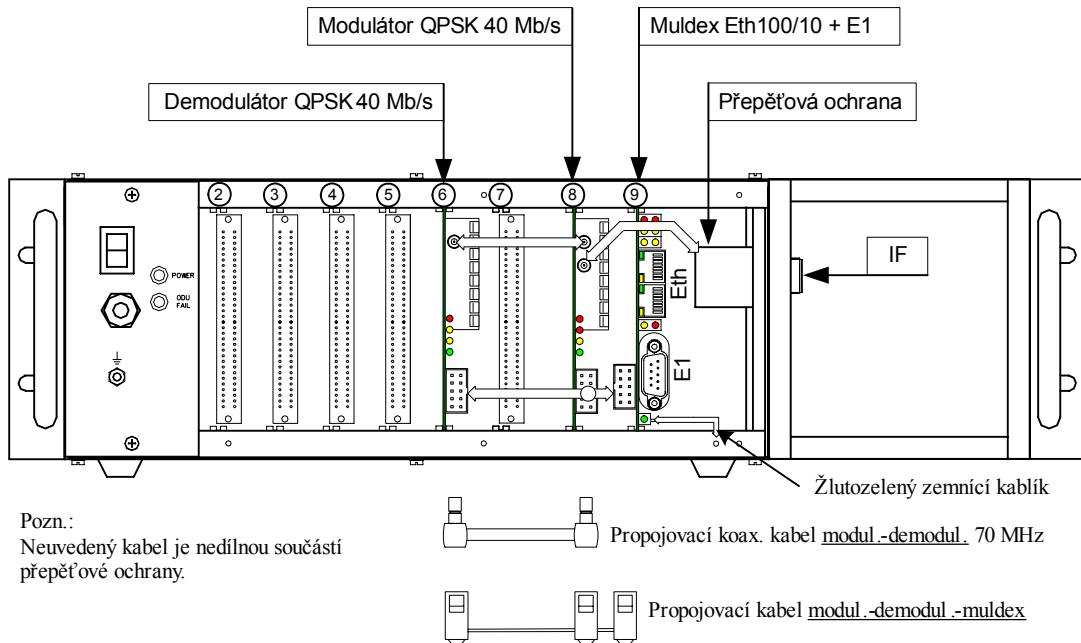 Modulátor QPSK 40 Mb/s
Muldex Eth100/10 + E1
Demodulátor QPSK 40 Mb/s
Přepěťová ochrana
2
3
4
5
6
7
8
9
POWER
ODU
FAIL
Eth
E1
IF
Žlutozelený zemnící kablík
Pozn.:
Neuvedený kabel je nedílnou součástí
přepěťové ochrany.
Propojovací koax. kabel modul.-demodul. 70 MHz
Propojovací kabel modul.-demodul.-muldex